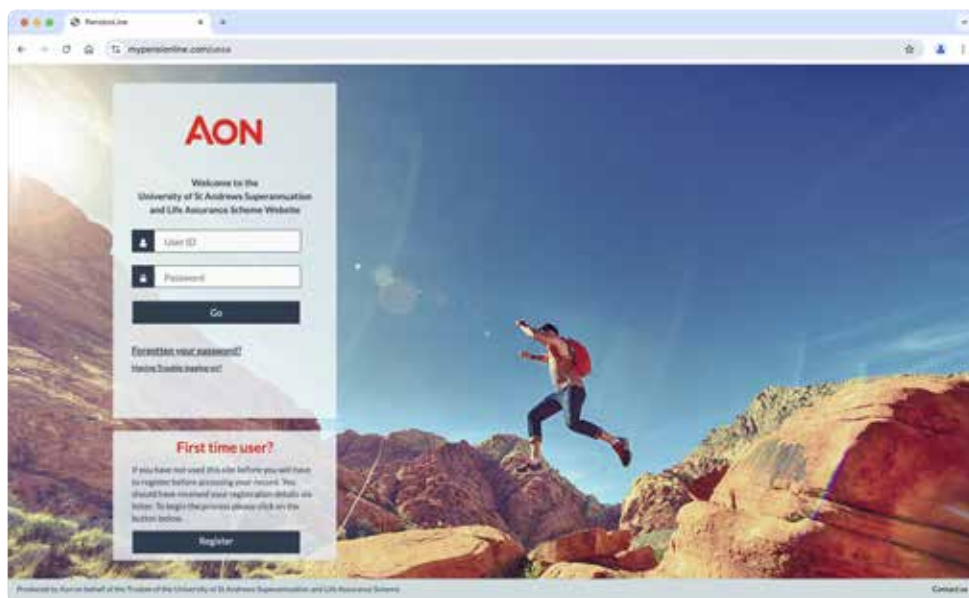 PensionLine
mypensionline.com/ussa
AON
Welcome to the
University of St Andrews Superannuation
and Life Assurance Scheme Website
User ID
Password
Go
Forgotten your password?
Having Trouble logging on?
First time user?
If you have not used this site before you will have
to register before accessing your record. You
should have received your registration details via
letter. To begin the process please click on the
button below.
Register
Produced by Aon on behalf of the Trustee of the University of St Andrews Superannuation and Life Assurance Scheme
Contact us